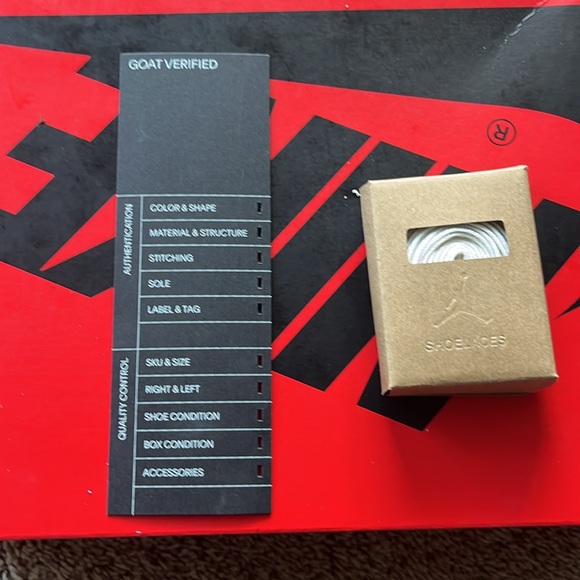 GOAT VERIFIED
AUTHENTICATION
COLOR & SHAPE
MATERIAL & STRUCTURE
STITCHING
SOLE
LABEL & TAG
QUALITY CONTROL
SKU & SIZE
RIGHT & LEFT
SHOE CONDITION
BOX CONDITION
ACCESSORIES
®
SHOELACES